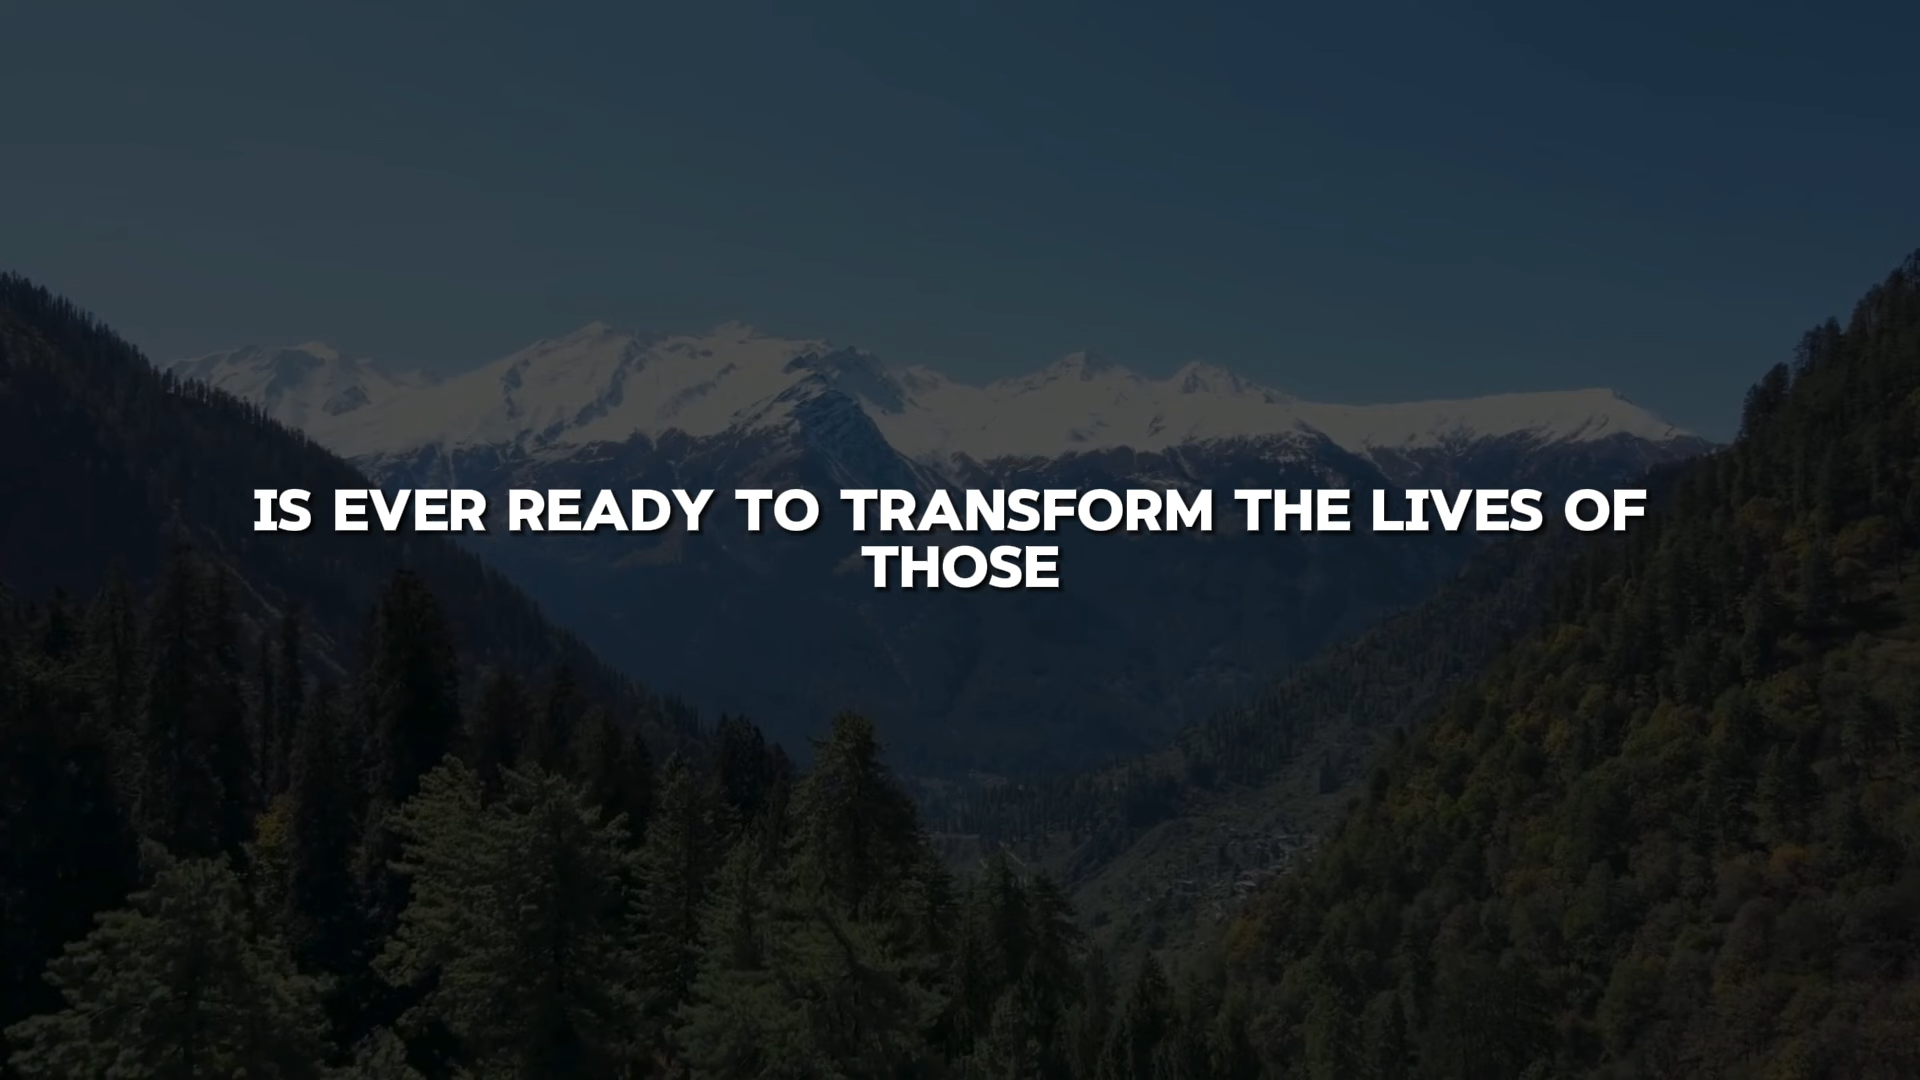 IS EVER READY TO TRANSFORM THE LIVES OF
THOSE